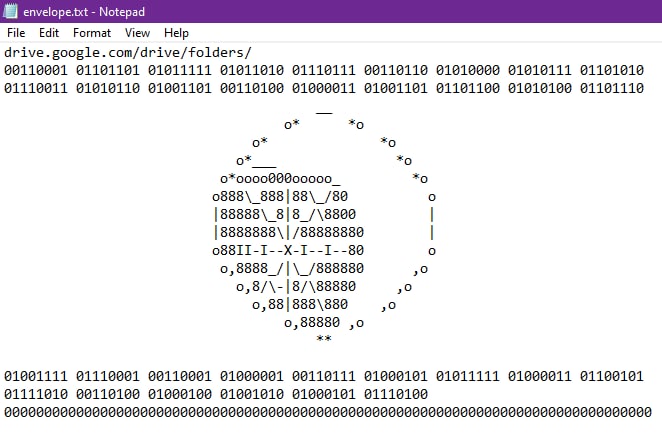 envelope.txt - Notepad
File Edit Format View Help
drive.google.com/drive/folders/
00110001 01101101 01011111 01011010 01110111 00110110 01010000 01010111 01101010
01110011 01010110 01001101 00110100 01000011 01001101 01101100 01010100 01101110
__
o* *o
o* *o
o*___ *o
o*oooo000ooooo_ *o
o888\_888|88\_/80 o
|88888\_8|8_/\8800 |
|8888888\|/88888880 |
o88II-I--X-I--I--80 o
o,8888_/|\_/888880 ,o
o,8/\-|8/\88880 ,o
o,88|888\880 ,o
o,88880 ,o
**
01001111 01110001 00110001 01000001 00110111 01000101 01011111 01000011 01100101
01111010 00110100 01000100 01001010 01000101 01110100
000000000000000000000000000000000000000000000000000000000000000000000000000000000